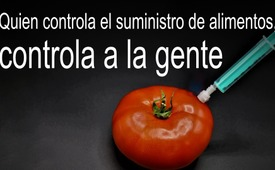 Quien controla el suministro de alimentos,
controla a la gente